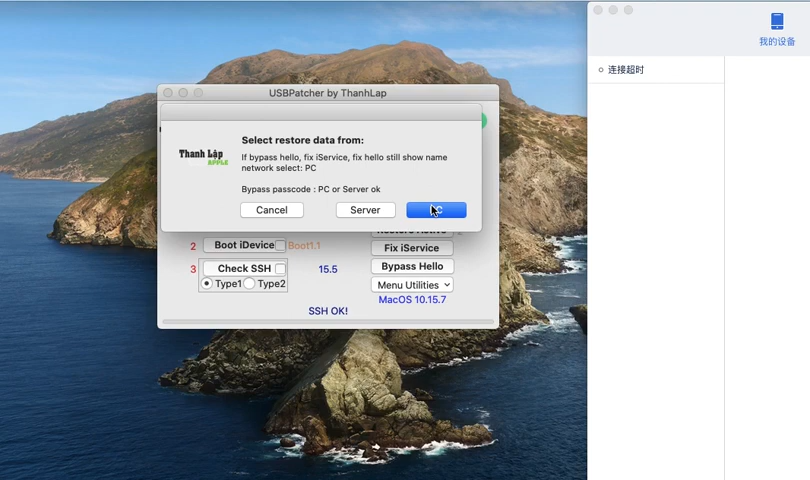 我的设备
连接超时
USBPatcher by ThanhLap
Select restore data from:
Thanh Lập
APPLE
If bypass hello, fix iService, fix hello still show name
network select: PC
Bypass passcode : PC or Server ok
Cancel
Server
2
Boot iDevice
Boot1.1
Fix iService
3
Check SSH
15.5
Bypass Hello
Type1
Type2
Menu Utilities
MacOS 10.15.7
SSH OK!